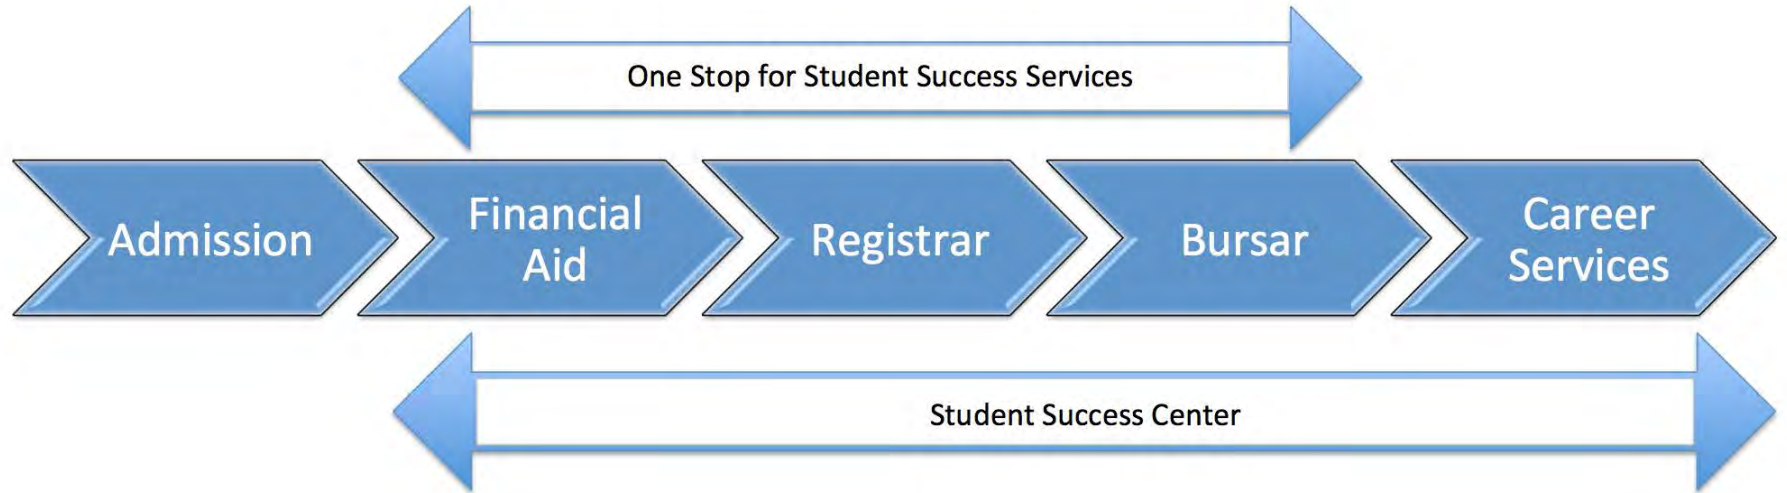 One Stop for Student Success Services
Admission
Financial
Aid
Registrar
Bursar
Career
Services
Student Success Center